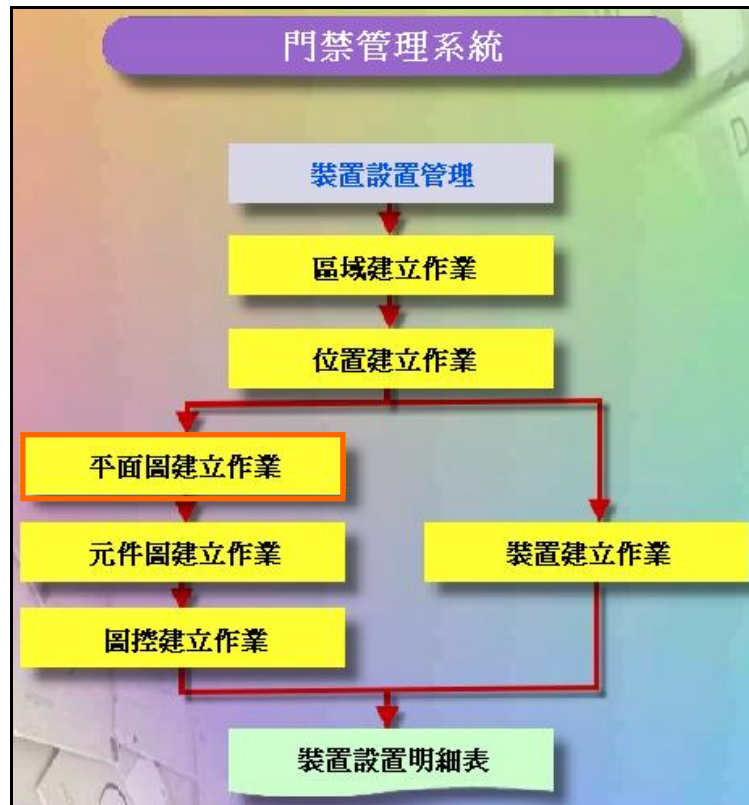 門禁管理系統
裝置設置管理
區域建立作業
位置建立作業
平面圖建立作業
元件圖建立作業
裝置建立作業
圖控建立作業
裝置設置明細表